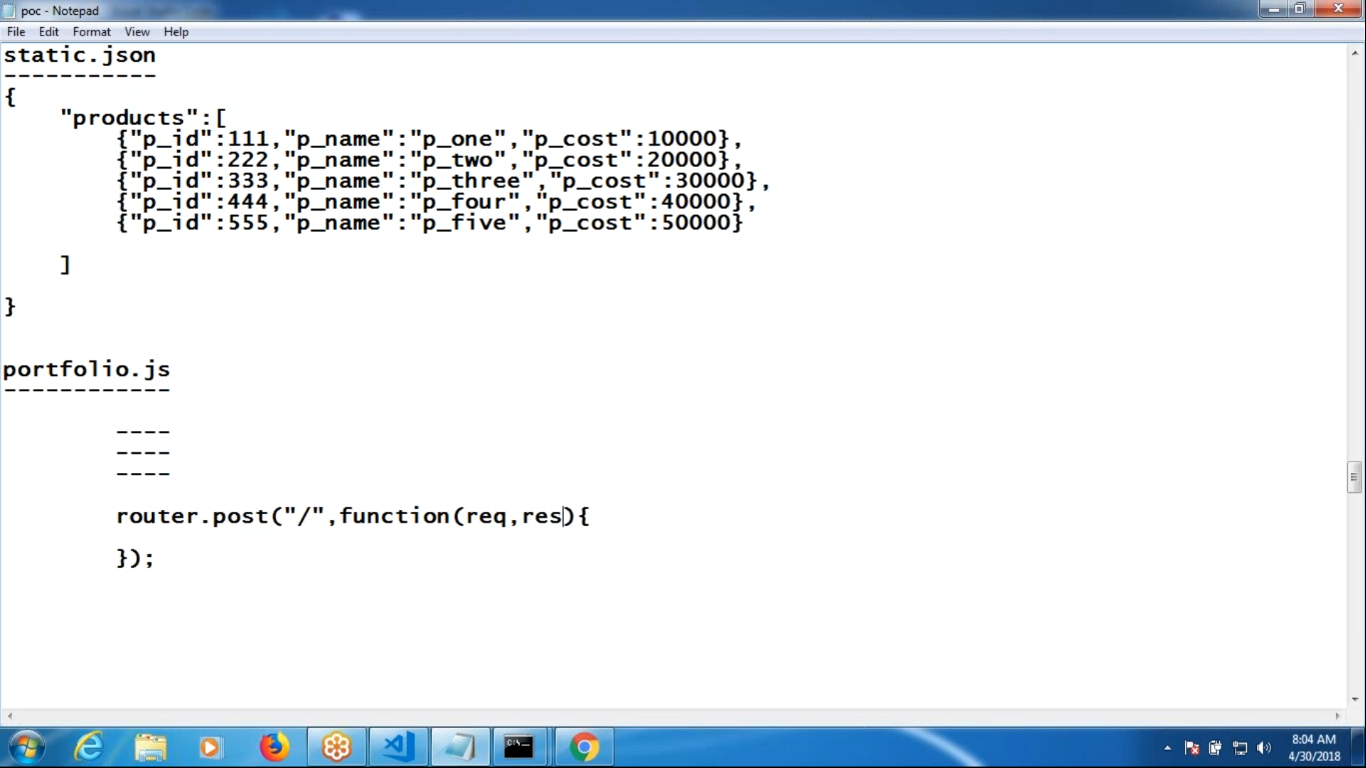 poc - Notepad
File Edit Format View Help
static.json
-----------
{
"products":[
{"p_id":111,"p_name":"p_one","p_cost":10000},
{"p_id":222,"p_name":"p_two","p_cost":20000},
{"p_id":333,"p_name":"p_three","p_cost":30000},
{"p_id":444,"p_name":"p_four","p_cost":40000},
{"p_id":555,"p_name":"p_five","p_cost":50000}
]
}
portfolio.js
------------
----
----
----
router.post("/",function(req,res){
});
8:04 AM
4/30/2018